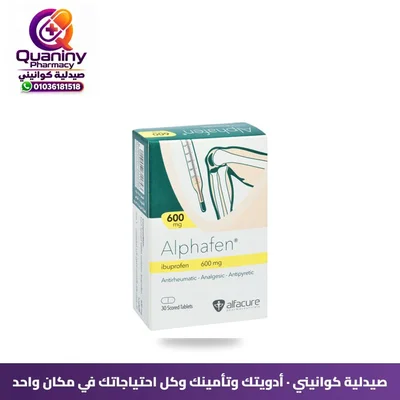 Quaniny
Pharmacy
صيدلية كوانيني
01036181518
Alphafen®
600
mg
Alphafen®
ibuprofen 600 mg
Antirheumatic - Analgesic - Antipyretic
30 Scored Tablets
alfacure
صيدلية كوانيني - أدويتك وتأمينك وكل احتياجاتك في مكان واحد